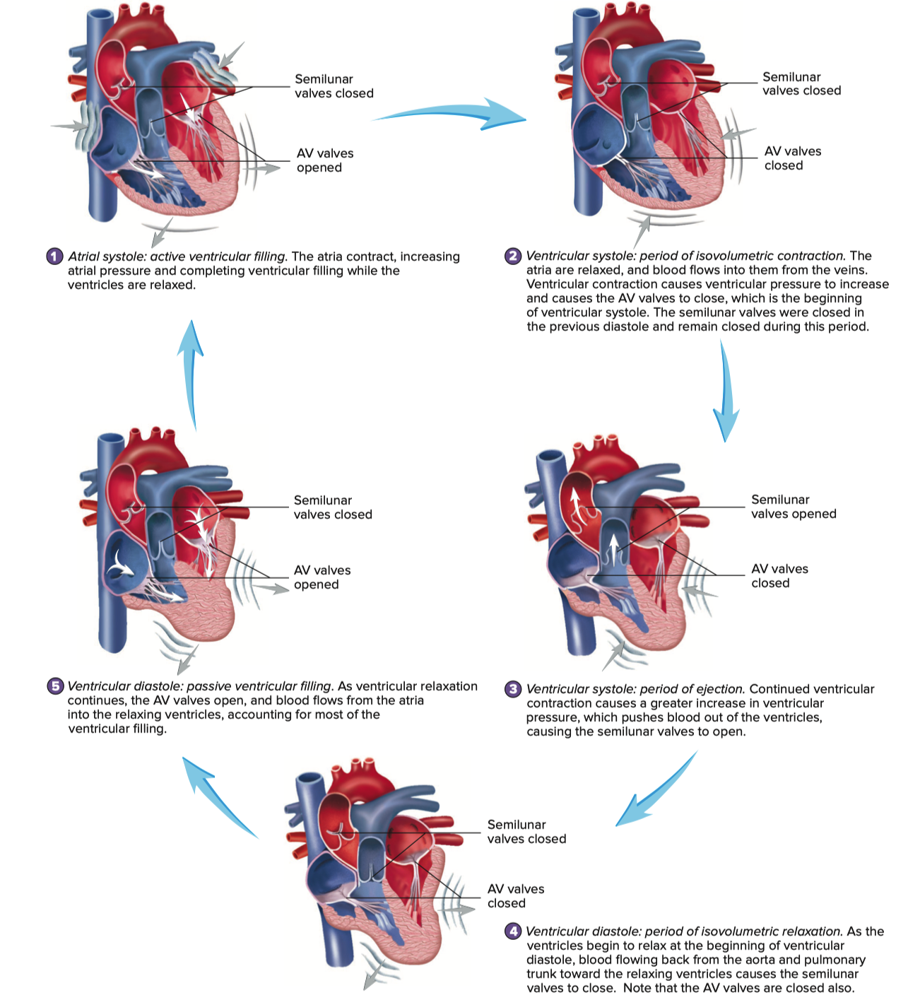 Semilunar
valves closed
AV valves
opened
1 Atrial systole: active ventricular filling. The atria contract, increasing
atrial pressure and completing ventricular filling while the
ventricles are relaxed.
Semilunar
valves closed
AV valves
closed
2 Ventricular systole: period of isovolumetric contraction. The
atria are relaxed, and blood flows into them from the veins.
Ventricular contraction causes ventricular pressure to increase
and causes the AV valves to close, which is the beginning
of ventricular systole. The semilunar valves were closed in
the previous diastole and remain closed during this period.
Semilunar
valves opened
AV valves
closed
3 Ventricular systole: period of ejection. Continued ventricular
contraction causes a greater increase in ventricular
pressure, which pushes blood out of the ventricles,
causing the semilunar valves to open.
Semilunar
valves closed
AV valves
closed
4 Ventricular diastole: period of isovolumetric relaxation. As the
ventricles begin to relax at the beginning of ventricular
diastole, blood flowing back from the aorta and pulmonary
trunk toward the relaxing ventricles causes the semilunar
valves to close. Note that the AV valves are closed also.
Semilunar
valves closed
AV valves
opened
5 Ventricular diastole: passive ventricular filling. As ventricular relaxation
continues, the AV valves open, and blood flows from the atria
into the relaxing ventricles, accounting for most of the
ventricular filling.